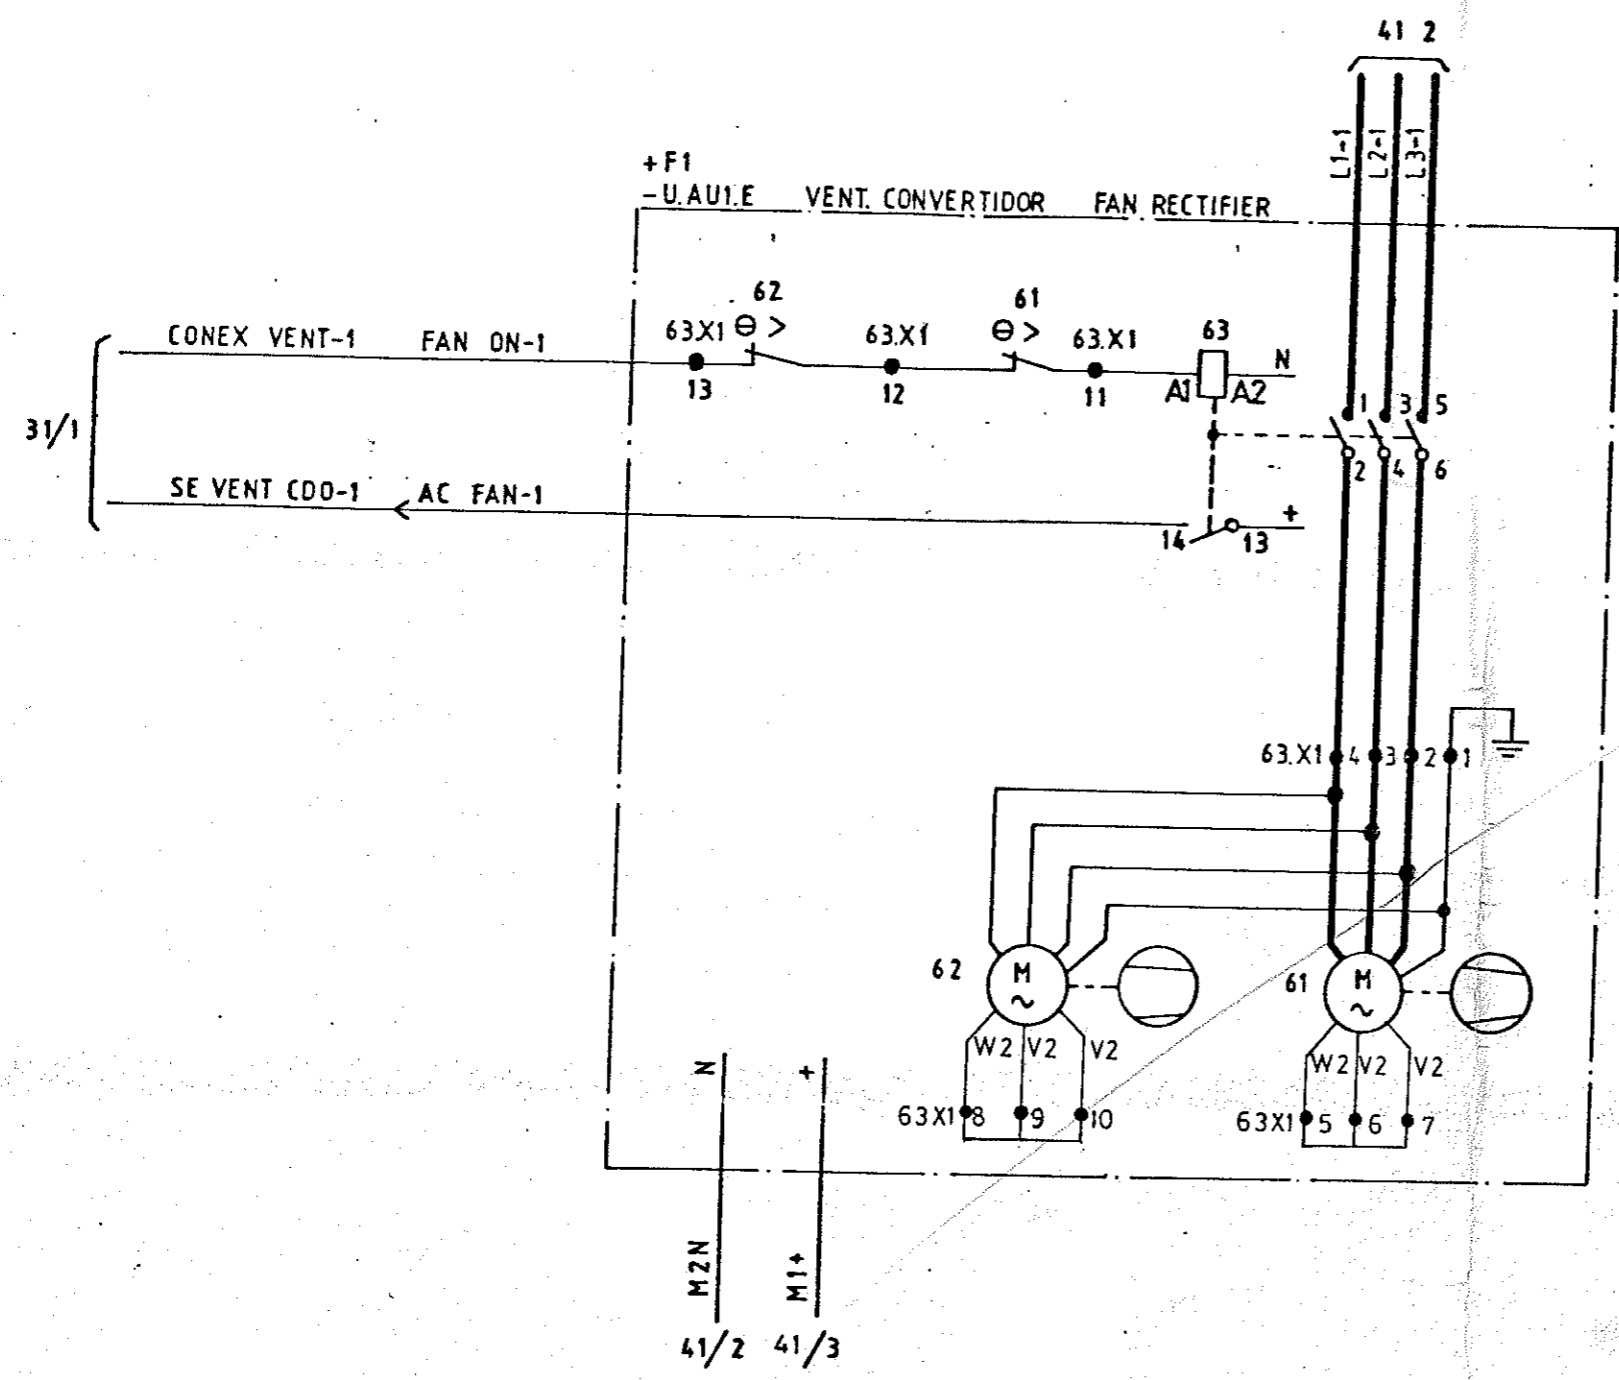 41 2
L1-1 L2-1 L3-1
+F1
-U.AU1.E VENT. CONVERTIDOR FAN RECTIFIER
62 61
63.X1 Θ > 63.X1 Θ > 63.X1 63 N
CONEX VENT-1 FAN ON-1
13 12 11 A1 A2
1 3 5
31/1
2 4 6
SE VENT CDO-1 AC FAN-1
14 13 +
63.X1 4 3 2 1
62 M ~
61 M ~
W2 V2 V2
W2 V2 V2
N +
63X1 8 9 10
63X1 5 6 7
M2N M1+
41/2 41/3